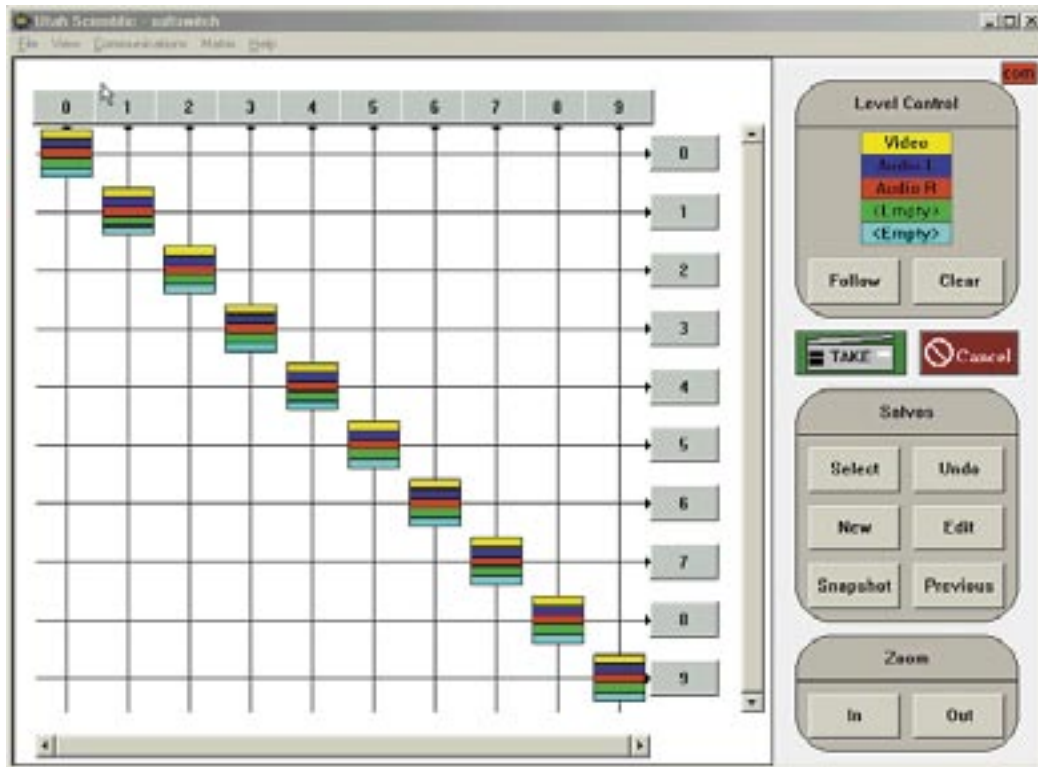 Utah Scientific - softswitch
File View Communications Matrix Help
com
0 1 2 3 4 5 6 7 8 9
0
1
2
3
4
5
6
7
8
9
Level Control
Video
Audio L
Audio R
<Empty>
<Empty>
Follow Clear
TAKE Cancel
Salvos
Select Undo
New Edit
Snapshot Previous
Zoom
In Out